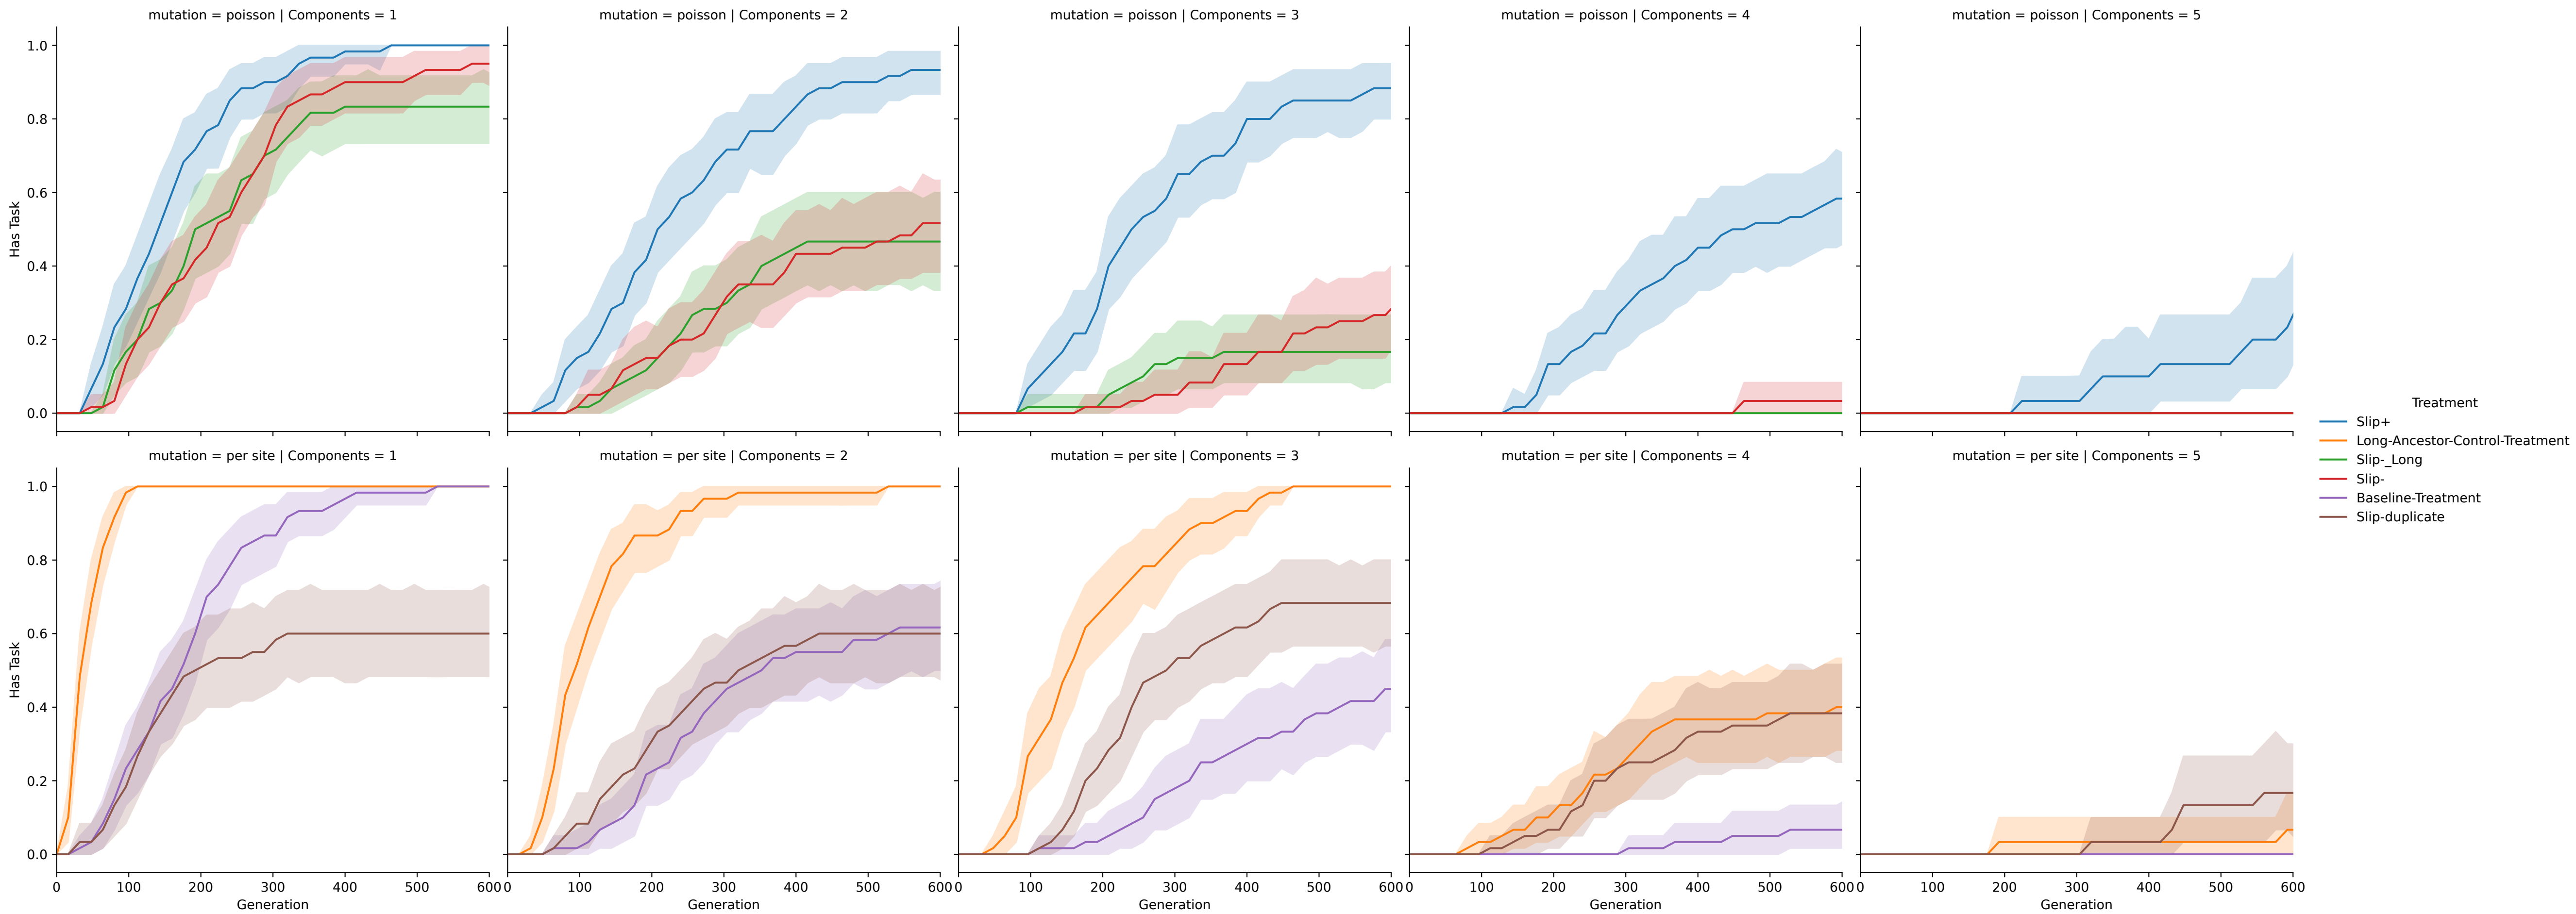 mutation = poisson | Components = 1
mutation = poisson | Components = 2
mutation = poisson | Components = 3
mutation = poisson | Components = 4
mutation = poisson | Components = 5
1.0
0.8
0.6
0.4
0.2
0.0
Has Task
Treatment
Slip+
Long-Ancestor-Control-Treatment
Slip-_Long
Slip-
Baseline-Treatment
Slip-duplicate
mutation = per site | Components = 1
mutation = per site | Components = 2
mutation = per site | Components = 3
mutation = per site | Components = 4
mutation = per site | Components = 5
1.0
0.8
0.6
0.4
0.2
0.0
Has Task
0 100 200 300 400 500 600
0 100 200 300 400 500 600
0 100 200 300 400 500 600
0 100 200 300 400 500 600
0 100 200 300 400 500 600
Generation
Generation
Generation
Generation
Generation